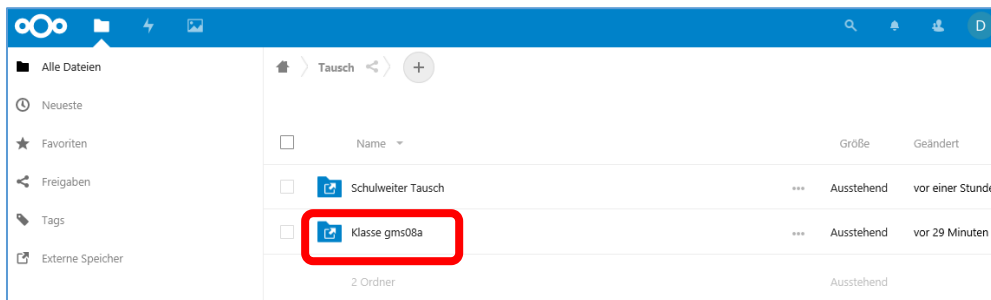 D
Alle Dateien
Tausch
Neueste
Favoriten
Name Größe Geändert
Freigaben
Schulweiter Tausch ••• Ausstehend vor einer Stunde
Tags
Klasse gms08a ••• Ausstehend vor 29 Minuten
Externe Speicher
2 Ordner Ausstehend